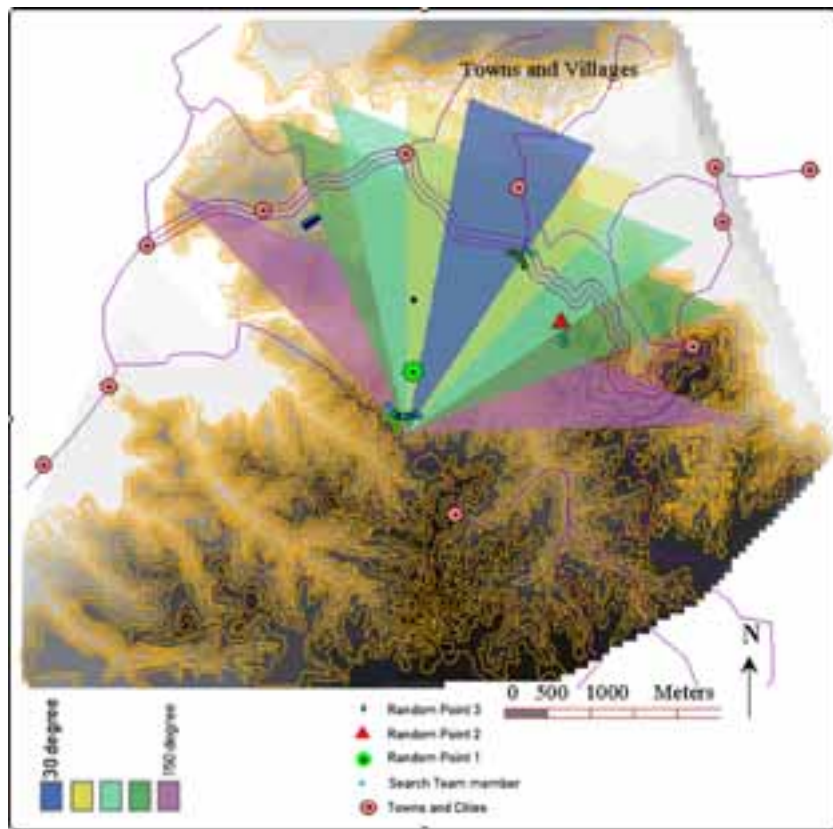 Towns and Villages
N
0 500 1000 Meters
30 degree
150 degree
Random Point 3
Random Point 2
Random Point 1
Search Team member
Towns and Cities